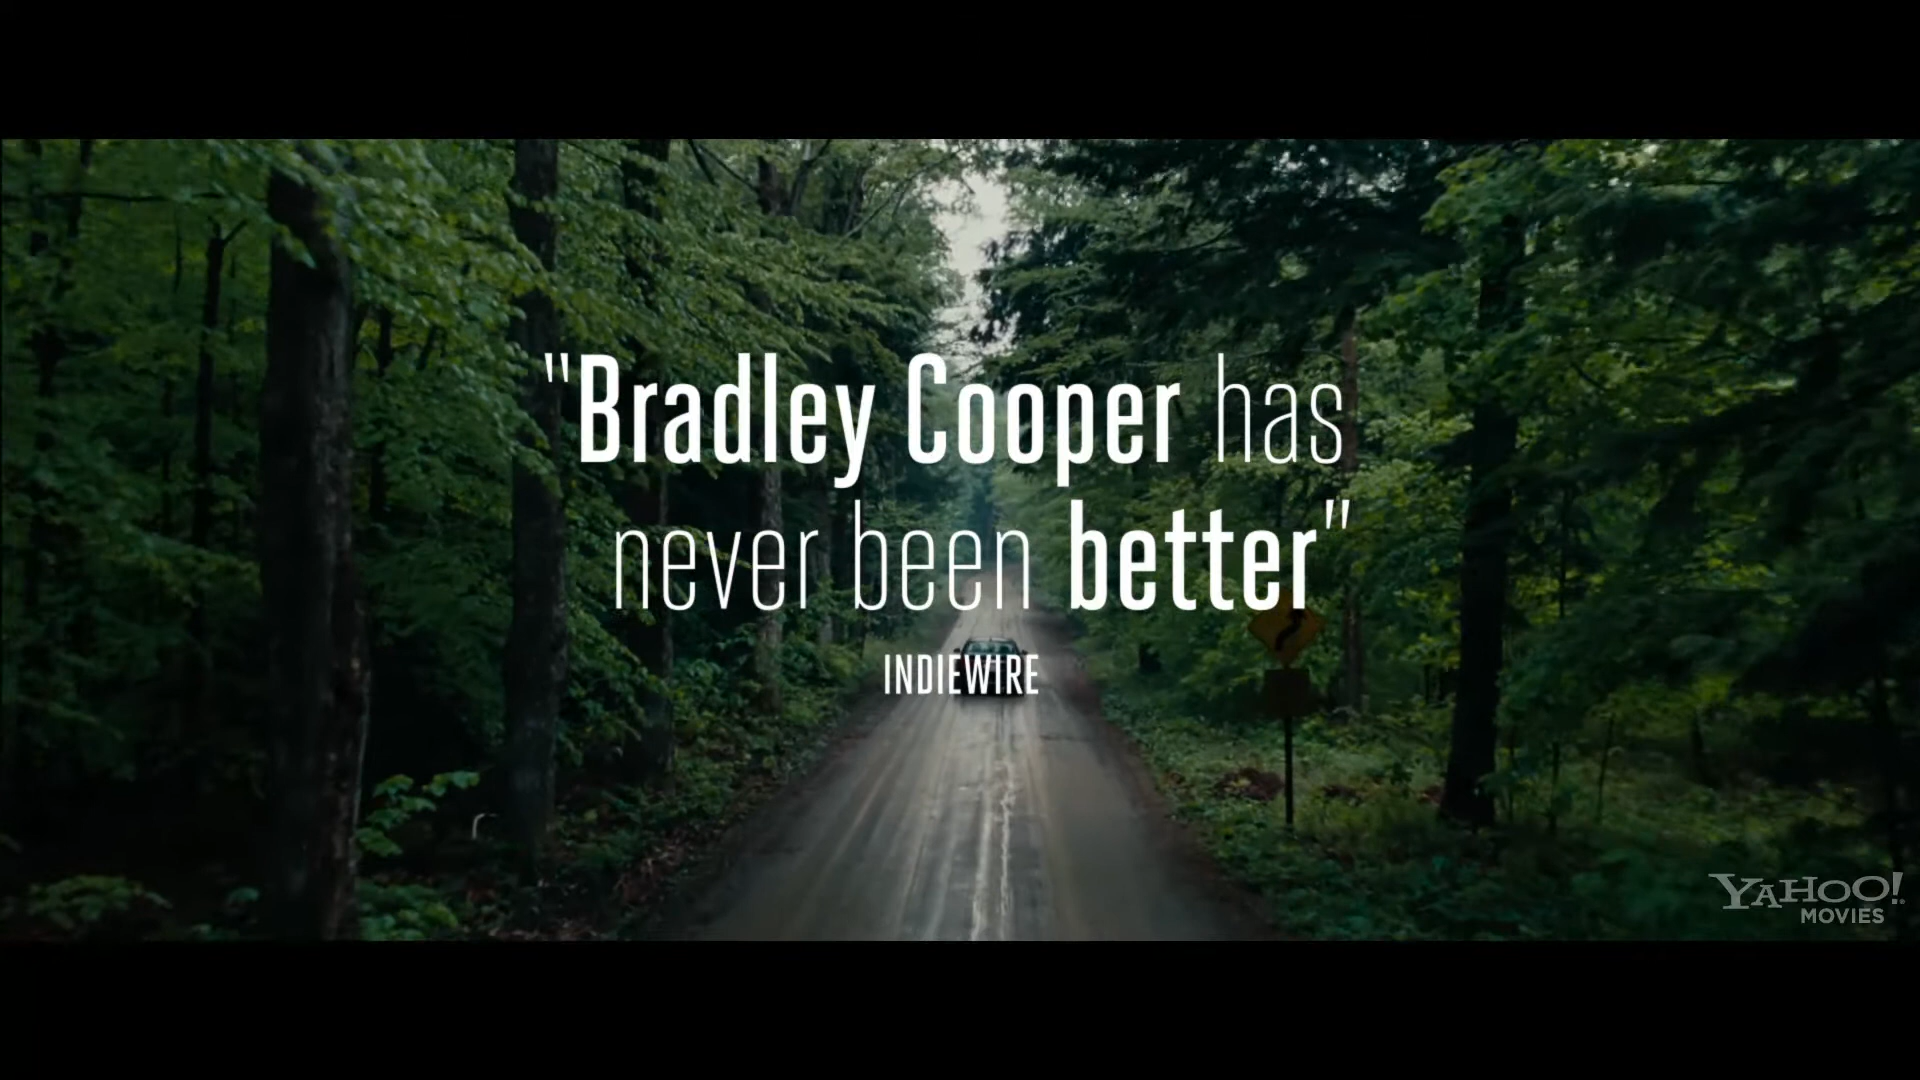 "Bradley Cooper has
never been better"
INDIEWIRE
YAHOO!
MOVIES